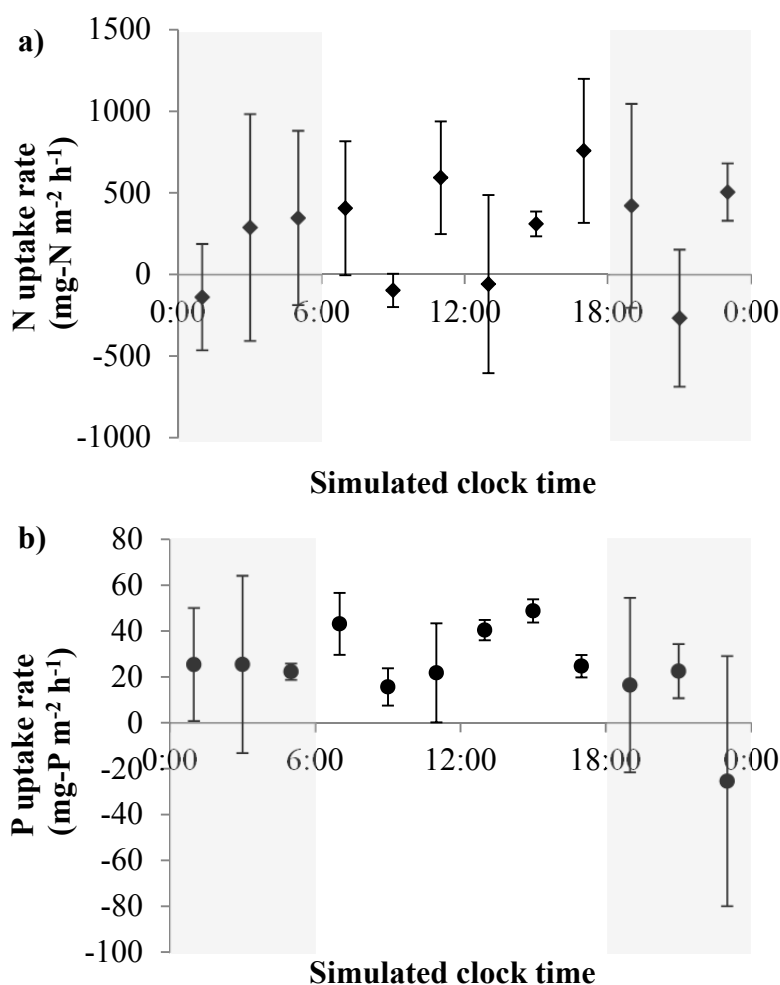 a)
N uptake rate
(mg-N m⁻² h⁻¹)
1500
1000
500
0
-500
-1000
0:00 6:00 12:00 18:00 0:00
Simulated clock time
b)
P uptake rate
(mg-P m⁻² h⁻¹)
80
60
40
20
0
-20
-40
-60
-80
-100
0:00 6:00 12:00 18:00 0:00
Simulated clock time